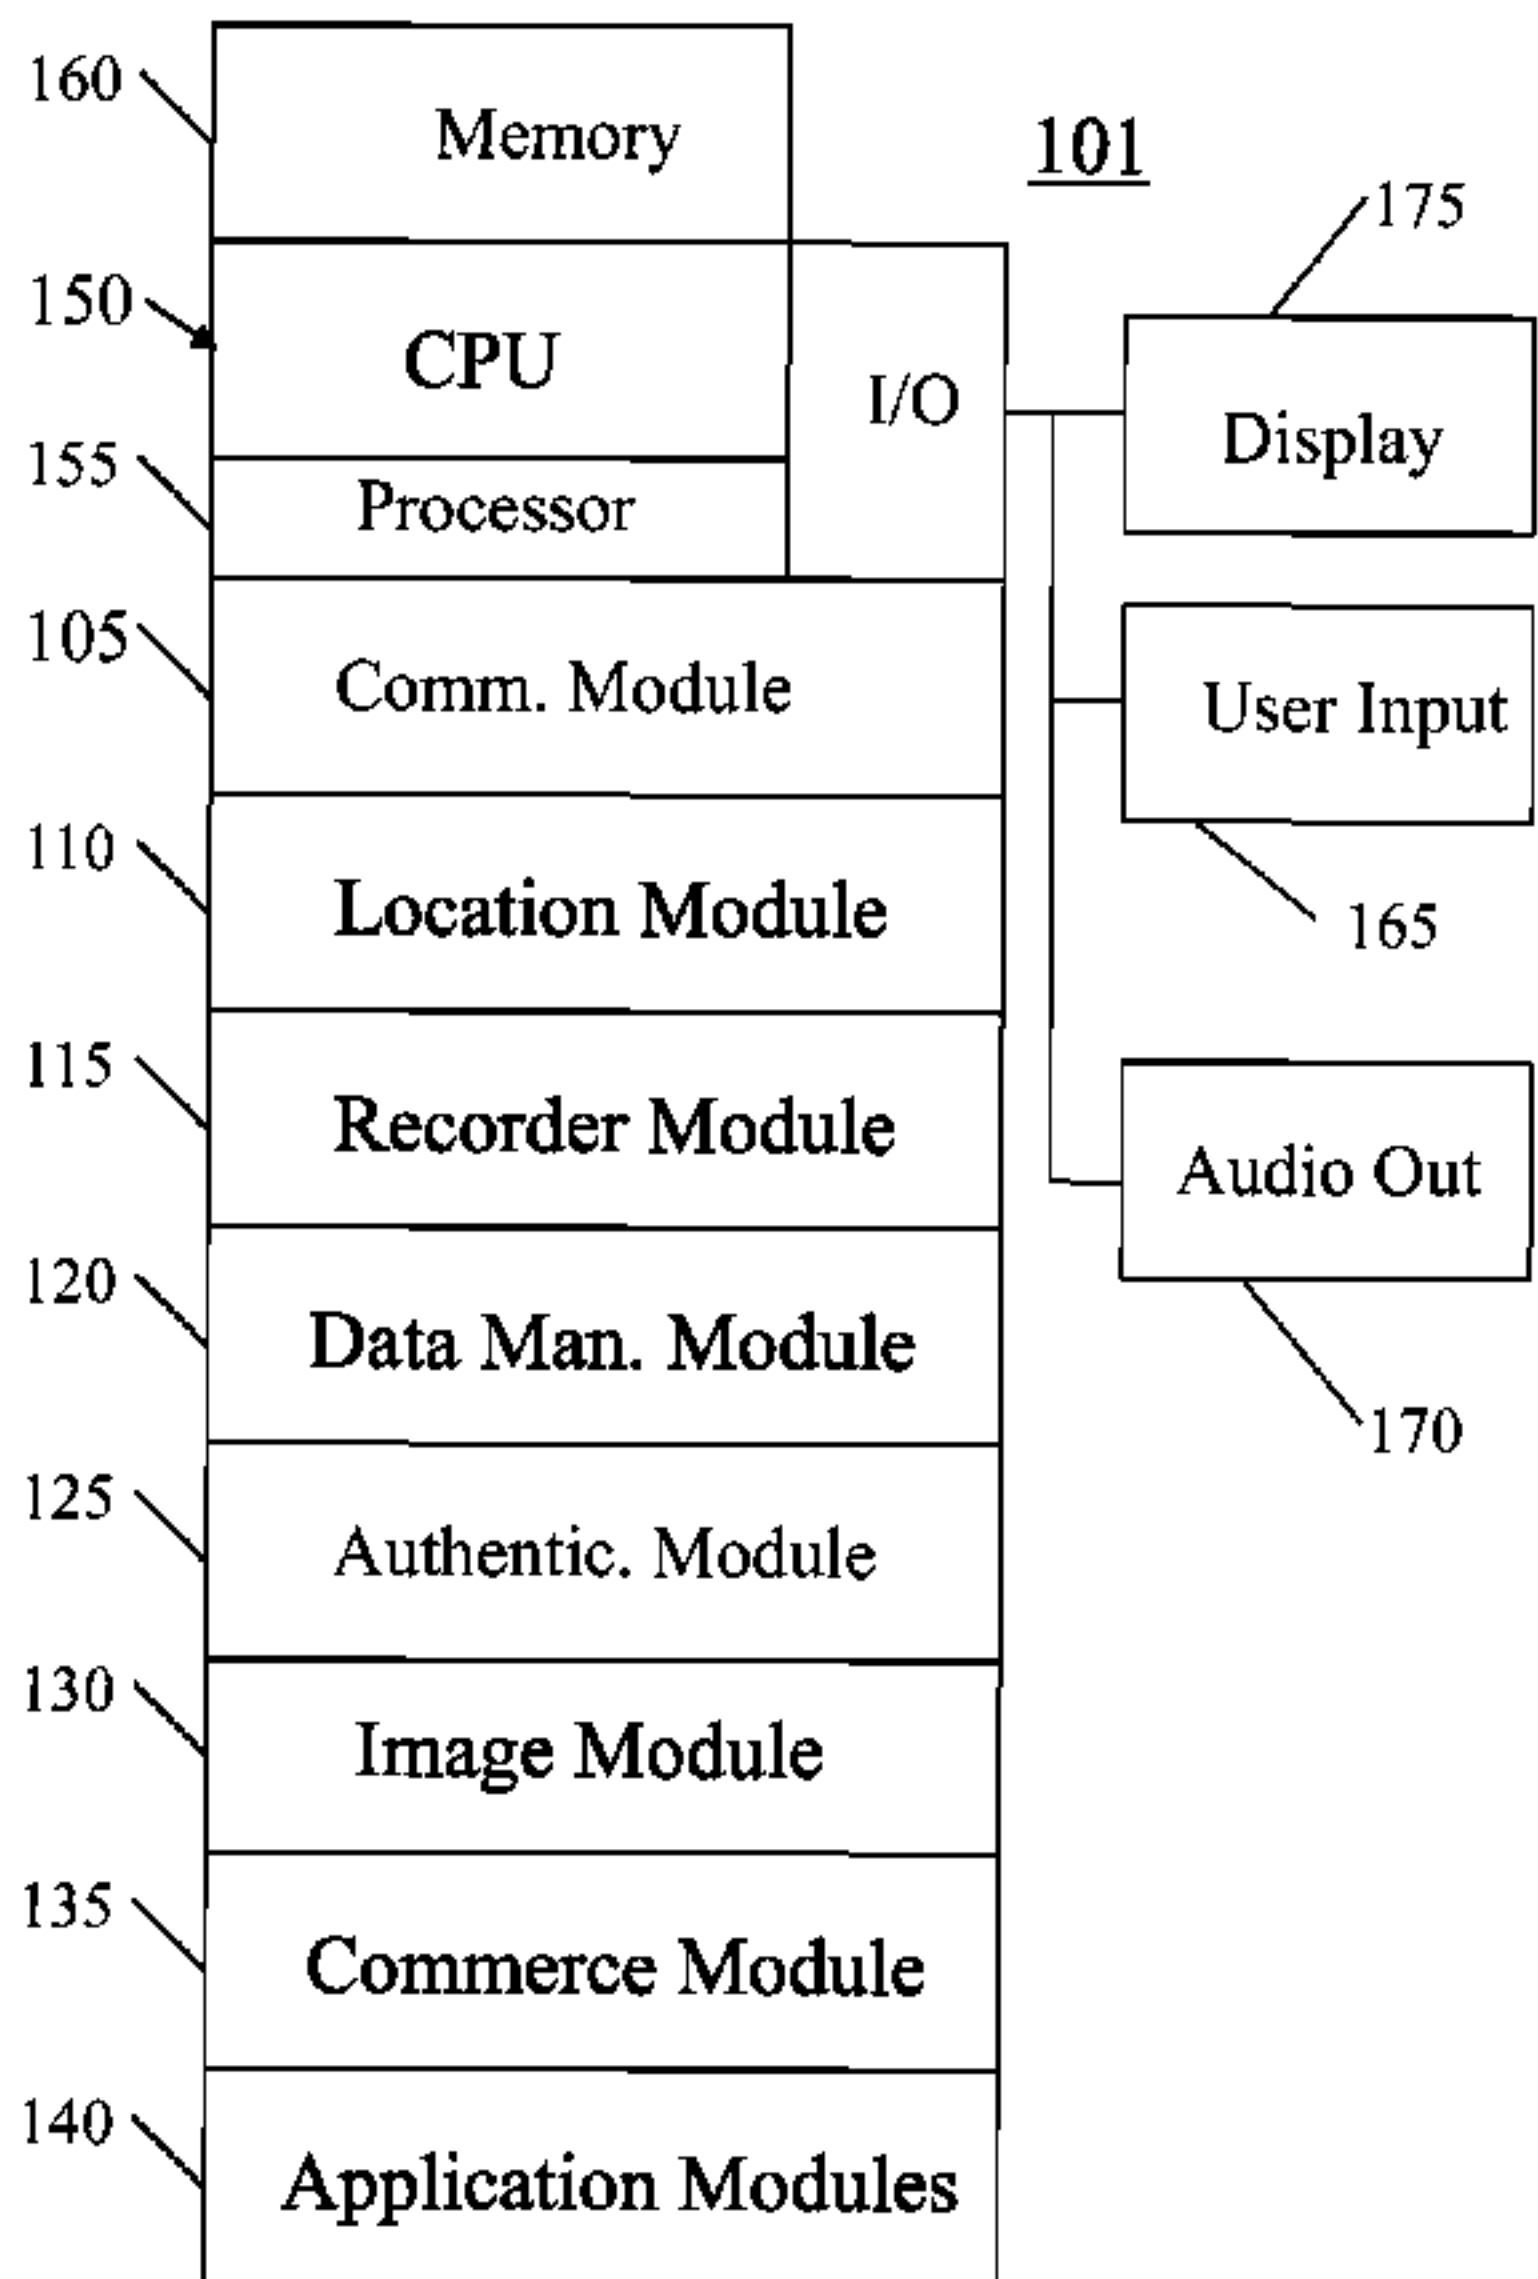 160
Memory
101
175
150
CPU
I/O
Display
155
Processor
105
Comm. Module
User Input
110
Location Module
165
115
Recorder Module
Audio Out
120
Data Man. Module
170
125
Authentic. Module
130
Image Module
135
Commerce Module
140
Application Modules